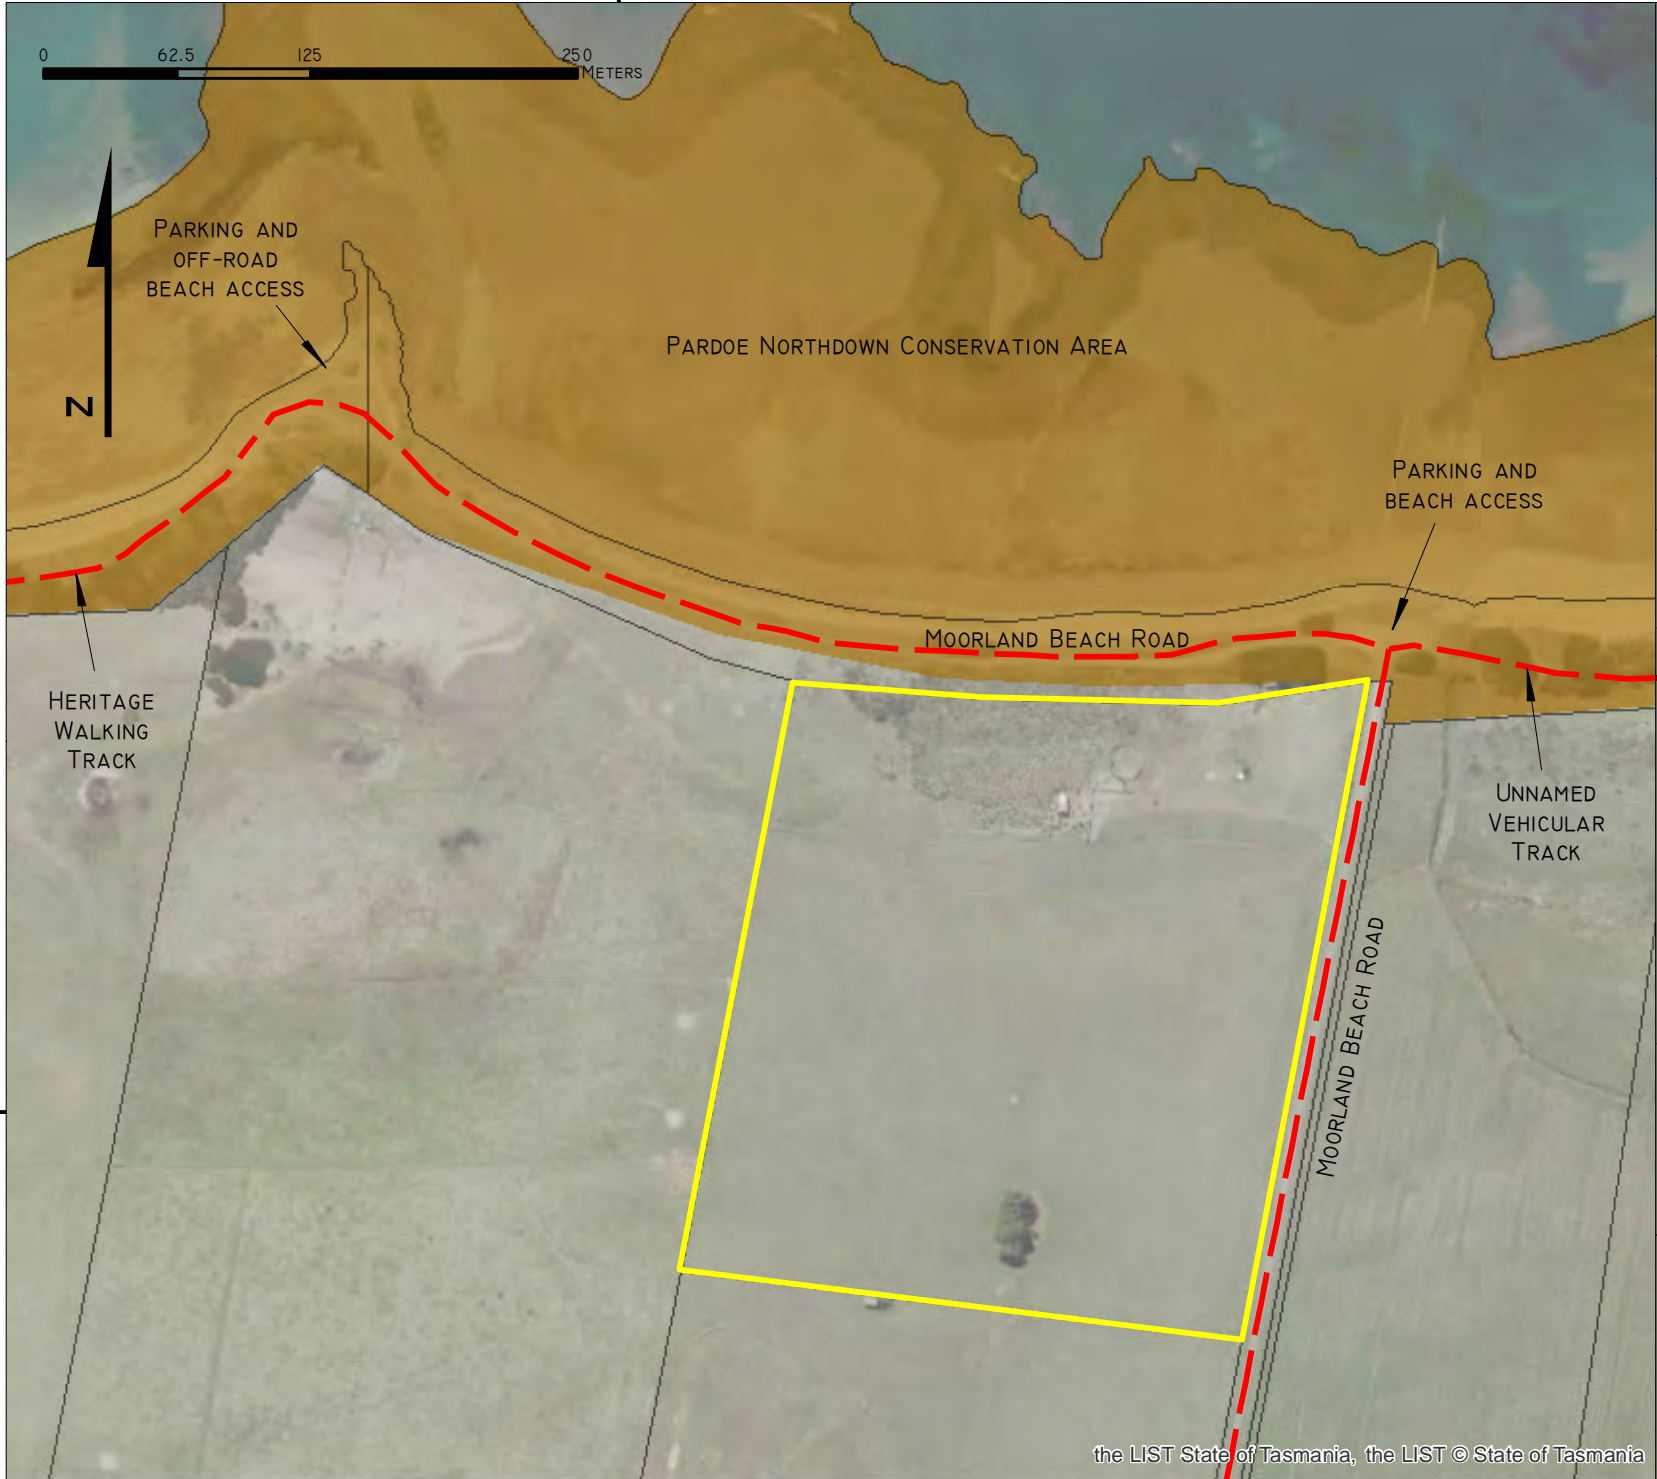 0 62.5 125 250
METERS
PARKING AND
OFF-ROAD
BEACH ACCESS
N
PARDOE NORTHDOWN CONSERVATION AREA
PARKING AND
BEACH ACCESS
MOORLAND BEACH ROAD
HERITAGE
WALKING
TRACK
UNNAMED
VEHICULAR
TRACK
MOORLAND BEACH ROAD
the LIST State of Tasmania, the LIST © State of Tasmania